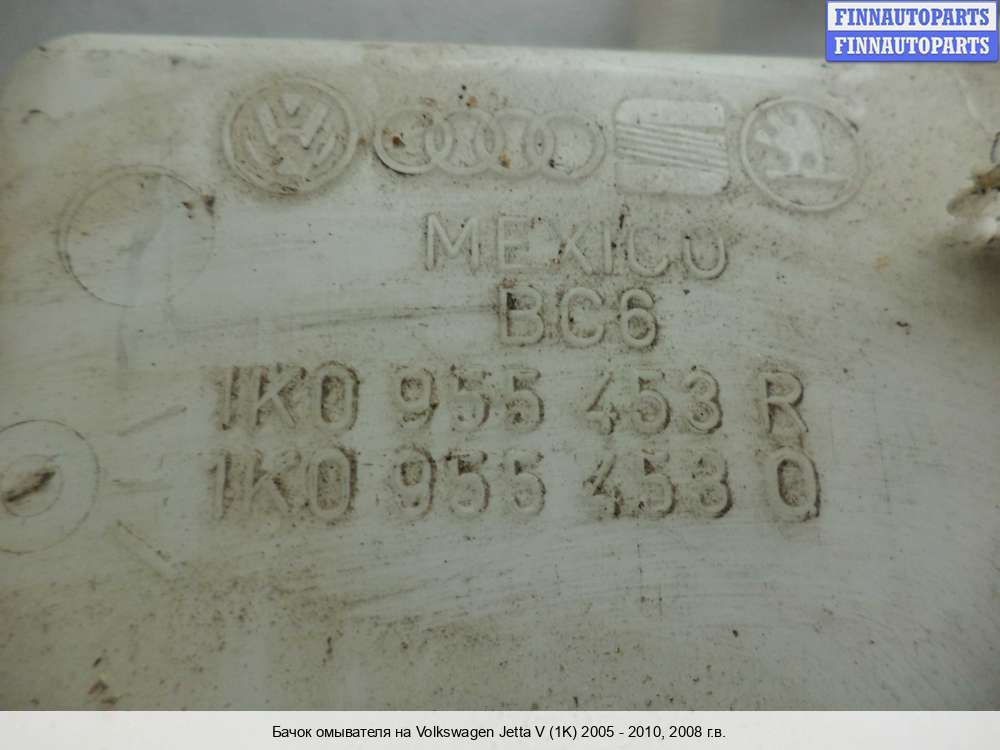 FINNAUTOPARTS
FINNAUTOPARTS
MEXICO
BC6
1K0 955 453 R
1K0 955 453 Q
Бачок омывателя на Volkswagen Jetta V (1K) 2005 - 2010, 2008 г.в.